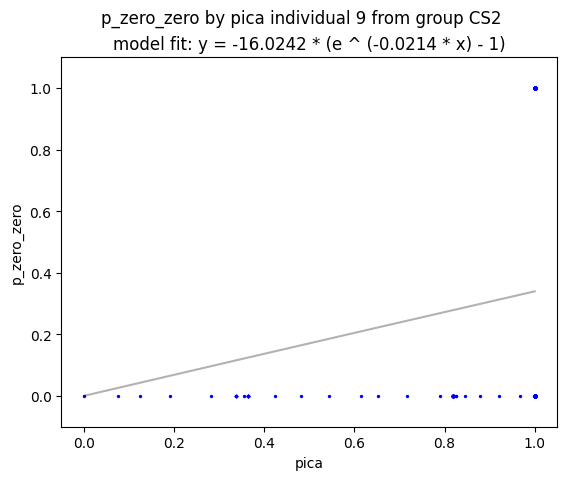 p_zero_zero by pica individual 9 from group CS2
model fit: y = -16.0242 * (e ^ (-0.0214 * x) - 1)
1.0
0.8
0.6
0.4
0.2
0.0
p_zero_zero
0.0 0.2 0.4 0.6 0.8 1.0
pica